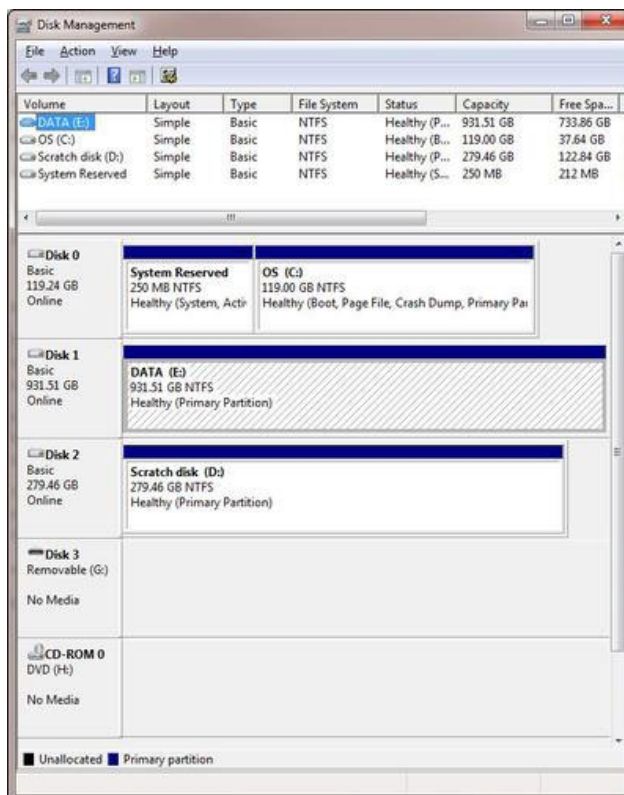 Disk Management
File Action View Help
Volume Layout Type File System Status Capacity Free Spa...
DATA (E:) Simple Basic NTFS Healthy (P... 931.51 GB 733.86 GB
OS (C:) Simple Basic NTFS Healthy (B... 119.00 GB 37.64 GB
Scratch disk (D:) Simple Basic NTFS Healthy (P... 279.46 GB 122.84 GB
System Reserved Simple Basic NTFS Healthy (S... 250 MB 212 MB
Disk 0
Basic
119.24 GB
Online
System Reserved
250 MB NTFS
Healthy (System, Acti
OS (C:)
119.00 GB NTFS
Healthy (Boot, Page File, Crash Dump, Primary Pa
Disk 1
Basic
931.51 GB
Online
DATA (E:)
931.51 GB NTFS
Healthy (Primary Partition)
Disk 2
Basic
279.46 GB
Online
Scratch disk (D:)
279.46 GB NTFS
Healthy (Primary Partition)
Disk 3
Removable (G:)
No Media
CD-ROM 0
DVD (H:)
No Media
Unallocated Primary partition